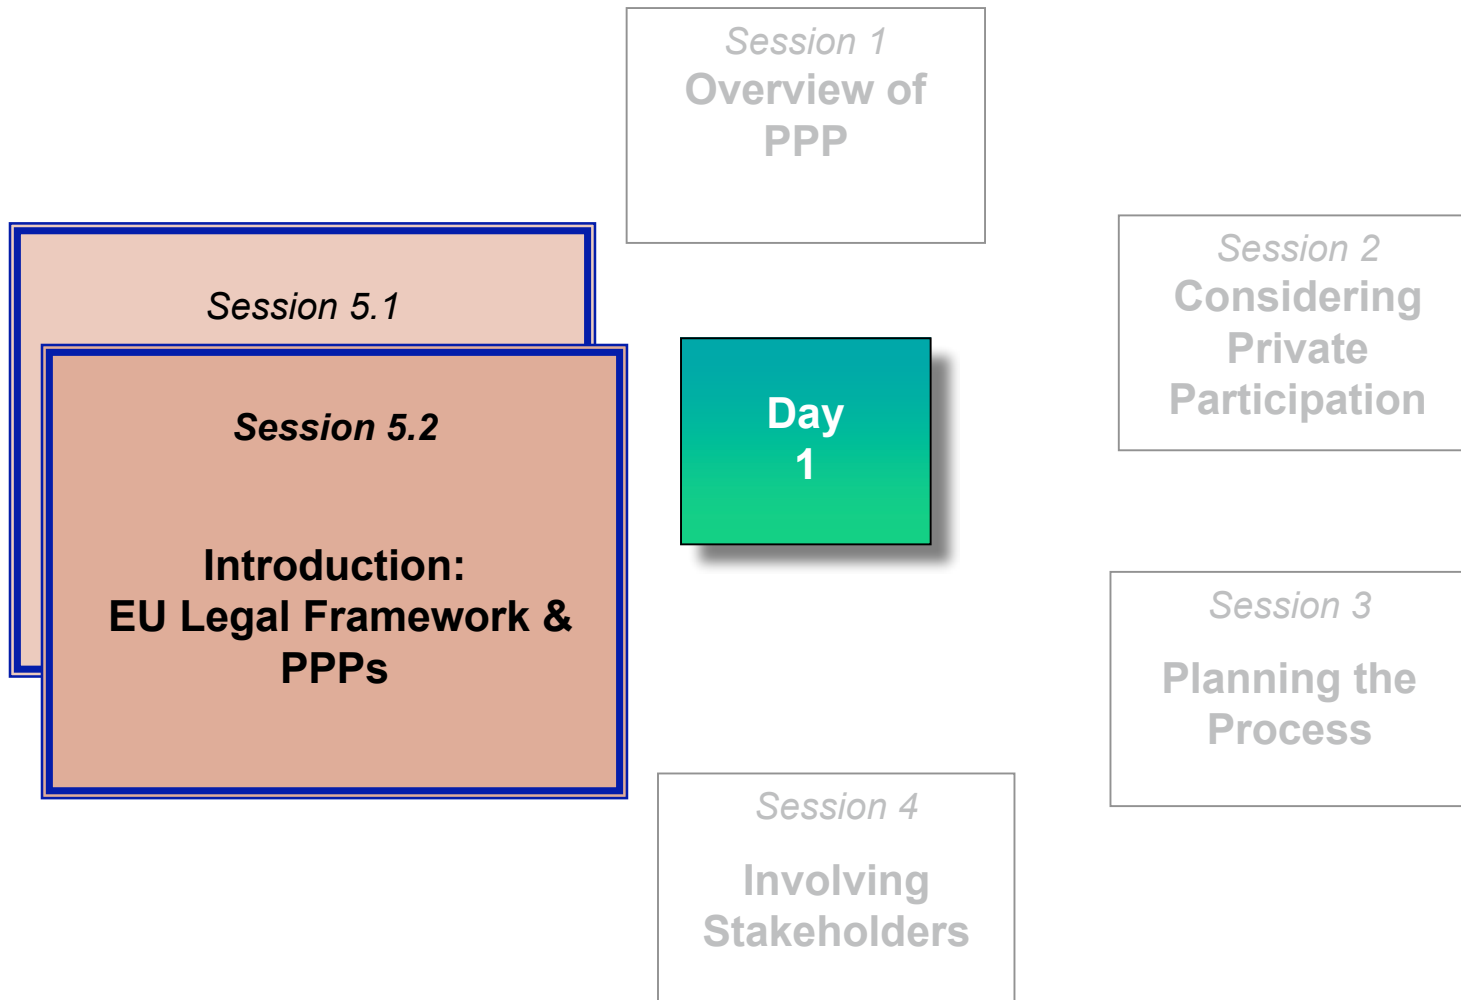 Session 1
Overview of
PPP
Session 2
Considering
Private
Participation
Session 3
Planning the
Process
Session 4
Involving
Stakeholders
Session 5.1
Session 5.2
Introduction:
EU Legal Framework &
PPPs
Day
1